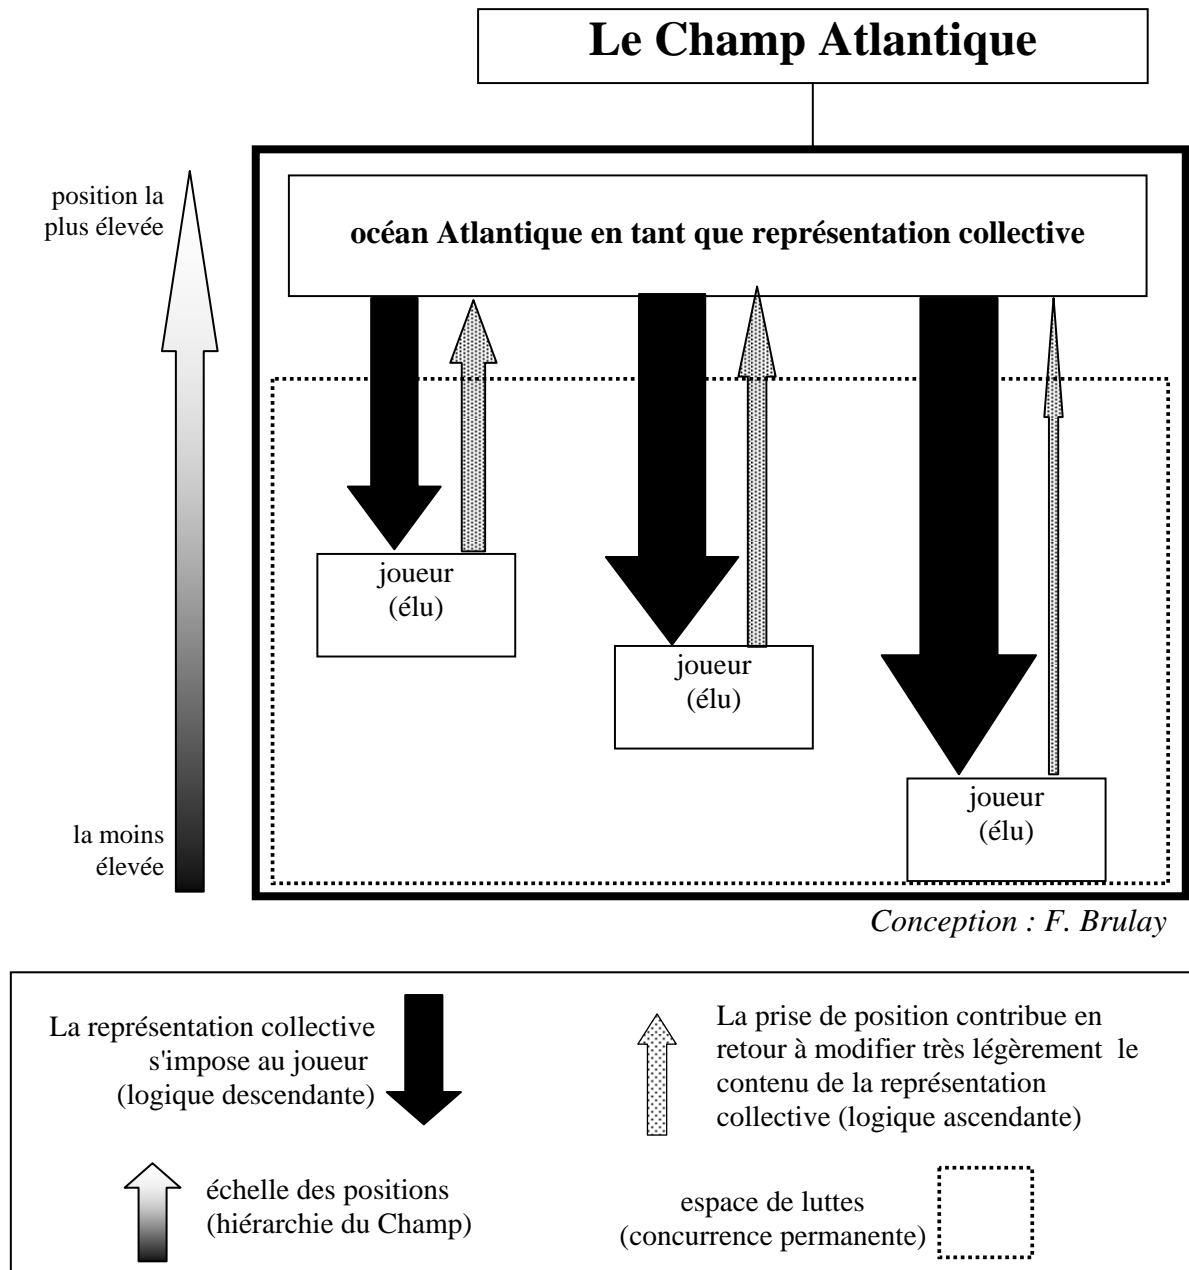 Le Champ Atlantique
position la
plus élevée
océan Atlantique en tant que représentation collective
joueur
(élu)
joueur
(élu)
joueur
(élu)
la moins
élevée
Conception : F. Brulay
La représentation collective
s'impose au joueur
(logique descendante)
La prise de position contribue en
retour à modifier très légèrement le
contenu de la représentation
collective (logique ascendante)
échelle des positions
(hiérarchie du Champ)
espace de luttes
(concurrence permanente)